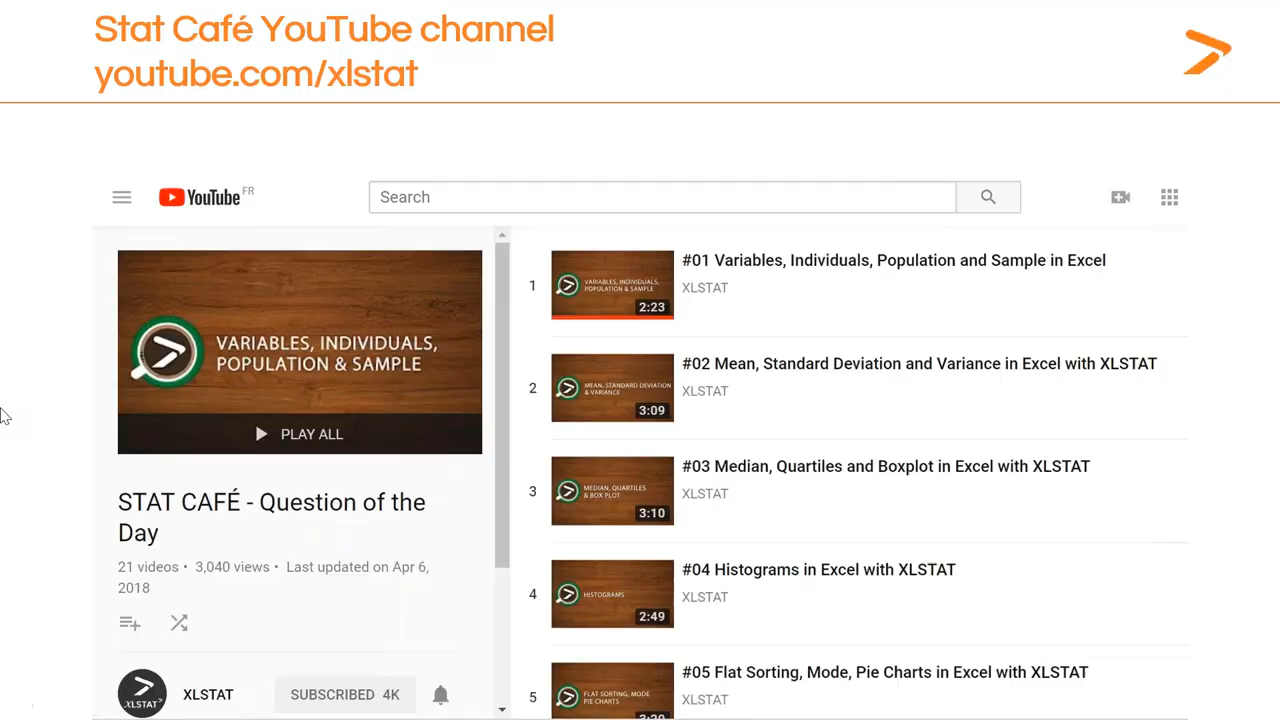 Stat Café YouTube channel
youtube.com/xlstat
YouTube FR
Search
VARIABLES, INDIVIDUALS,
POPULATION & SAMPLE
PLAY ALL
STAT CAFÉ - Question of the
Day
21 videos • 3,040 views • Last updated on Apr 6,
2018
XLSTAT
XLSTAT
SUBSCRIBED 4K
1
VARIABLES, INDIVIDUALS,
POPULATION & SAMPLE
2:23
#01 Variables, Individuals, Population and Sample in Excel
XLSTAT
2
MEAN, STANDARD DEVIATION
& VARIANCE
3:09
#02 Mean, Standard Deviation and Variance in Excel with XLSTAT
XLSTAT
3
MEDIAN, QUARTILES
& BOX PLOT
3:10
#03 Median, Quartiles and Boxplot in Excel with XLSTAT
XLSTAT
4
HISTOGRAMS
2:49
#04 Histograms in Excel with XLSTAT
XLSTAT
5
FLAT SORTING, MODE
PIE CHARTS
#05 Flat Sorting, Mode, Pie Charts in Excel with XLSTAT
XLSTAT